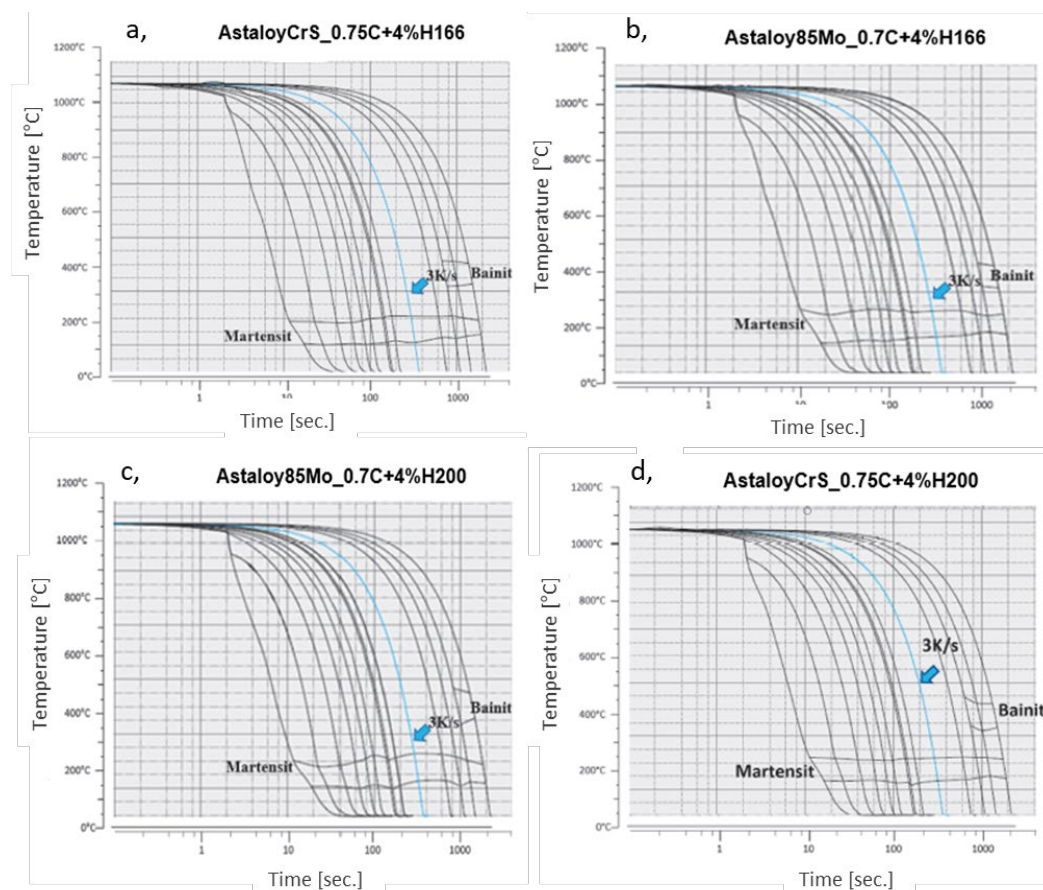 a,
AstaloyCrS_0.75C+4%H166
1200°C
1000°C
800°C
600°C
400°C
200°C
0°C
Temperature [°C]
3K/s
Bainit
Martensit
1
10
100
1000
Time [sec.]
b,
Astaloy85Mo_0.7C+4%H166
1200°C
1000°C
800°C
600°C
400°C
200°C
0°C
Temperature [°C]
3K/s
Bainit
Martensit
1
10
100
1000
Time [sec.]
c,
Astaloy85Mo_0.7C+4%H200
1200°C
1000°C
800°C
600°C
400°C
200°C
0°C
Temperature [°C]
3K/s
Bainit
Martensit
1
10
100
1000
Time [sec.]
d,
AstaloyCrS_0.75C+4%H200
1200°C
1000°C
800°C
600°C
400°C
200°C
0°C
Temperature [°C]
3K/s
Bainit
Martensit
1
10
100
1000
Time [sec.]